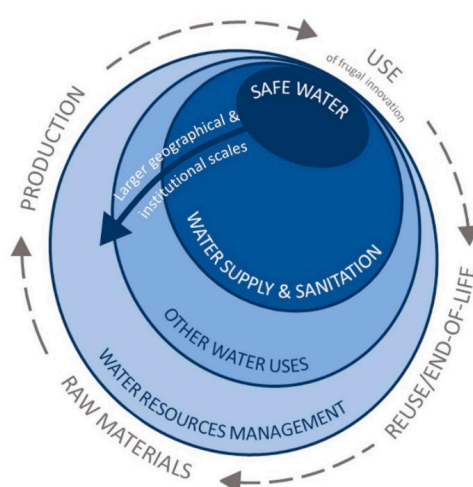 USE
of frugal innovation
PRODUCTION
SAFE WATER
Larger geographical &
institutional scales
WATER SUPPLY & SANITATION
OTHER WATER USES
WATER RESOURCES MANAGEMENT
REUSE/END-OF-LIFE
RAW MATERIALS